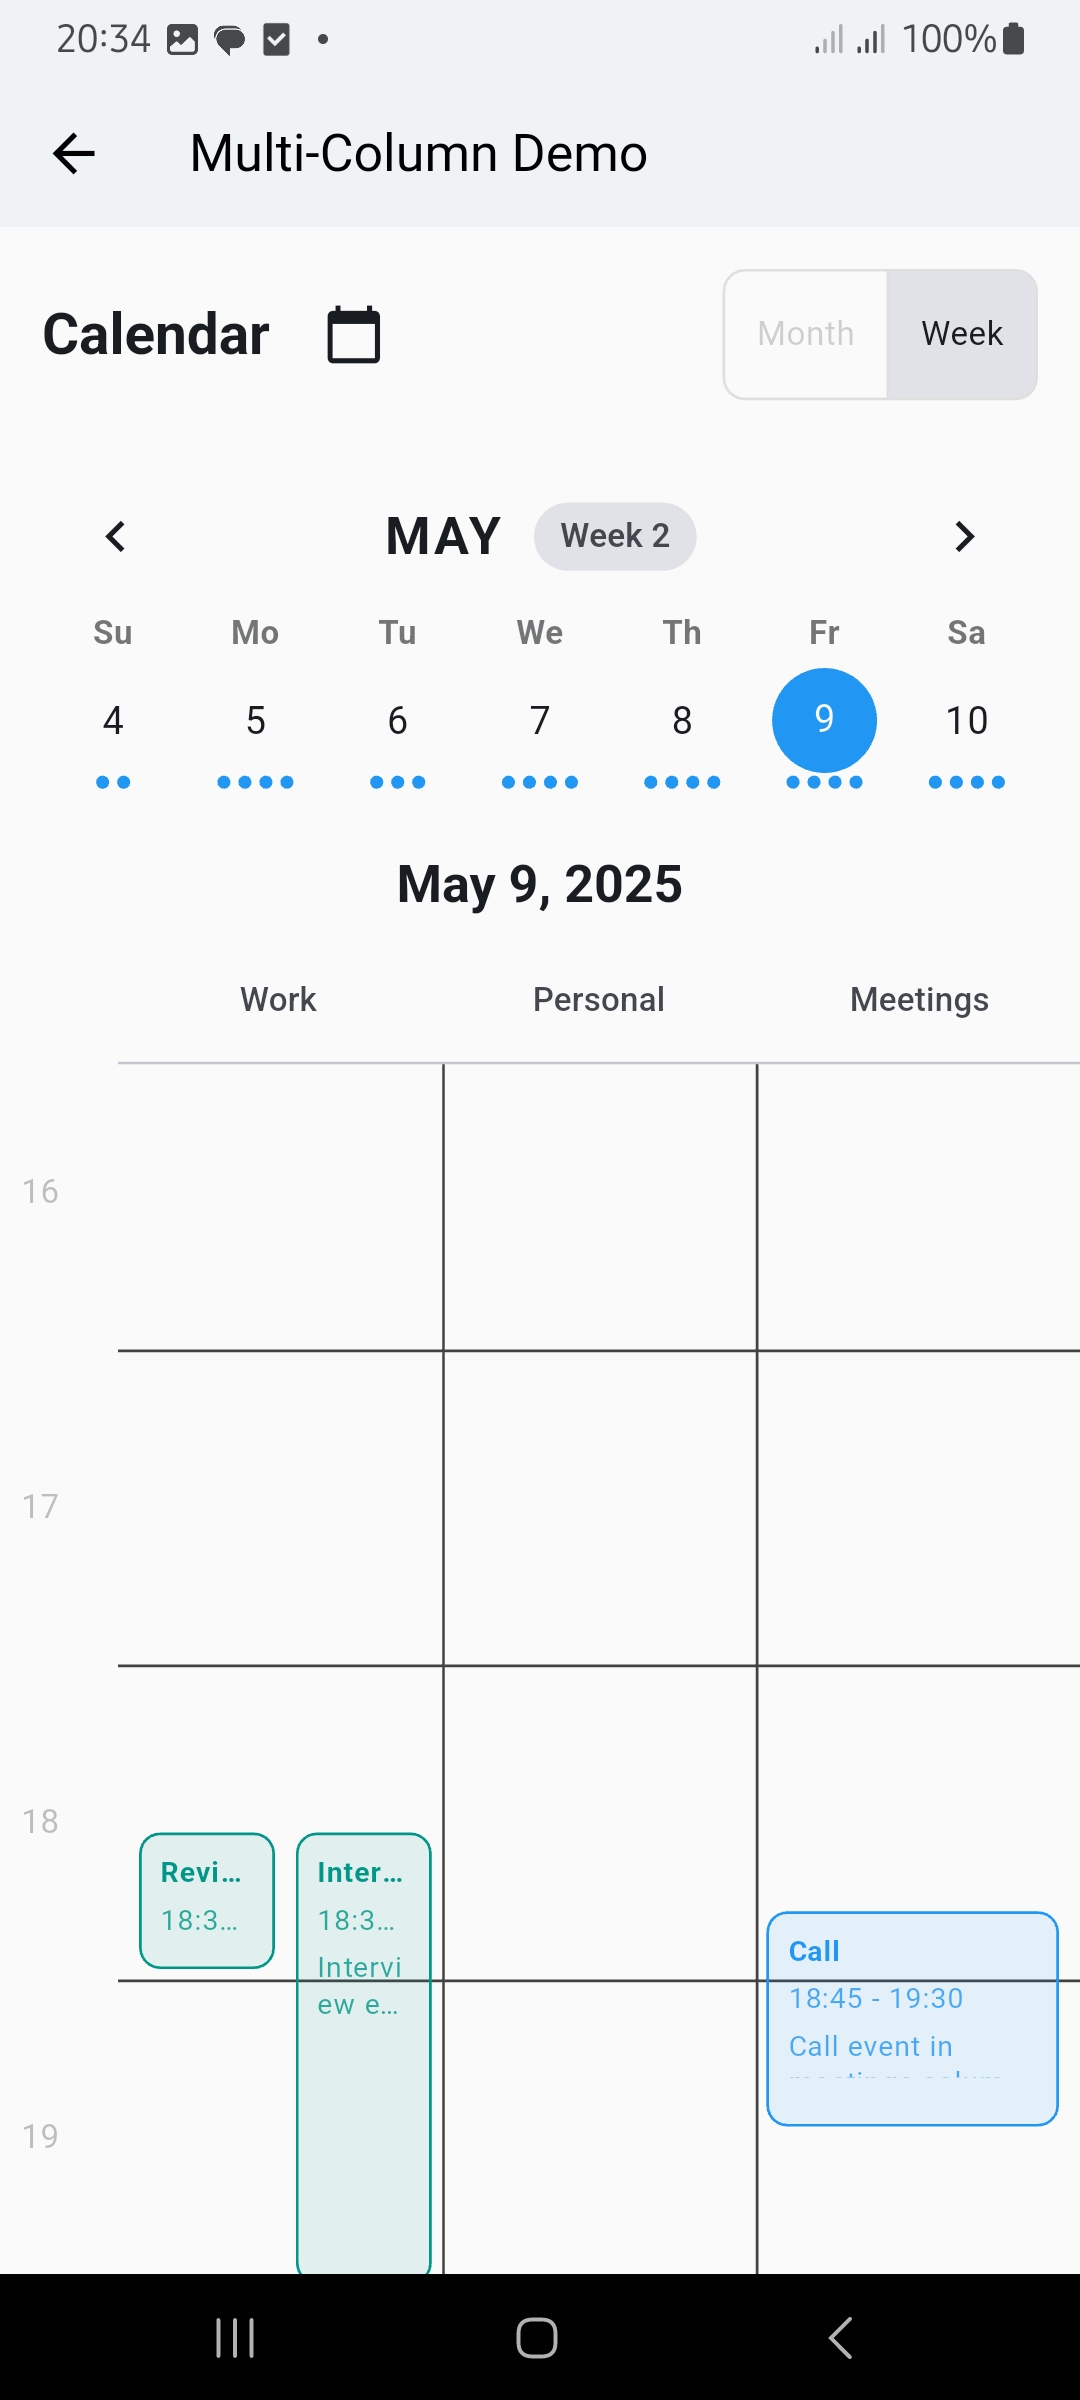 20:34
100%
Multi-Column Demo
Calendar
Month Week
MAY Week 2
Su Mo Tu We Th Fr Sa
4 5 6 7 8 9 10
May 9, 2025
Work Personal Meetings
16
17
18
Revi…
18:3…
Inter…
18:3…
Intervi
ew e…
Call
18:45 - 19:30
Call event in
19